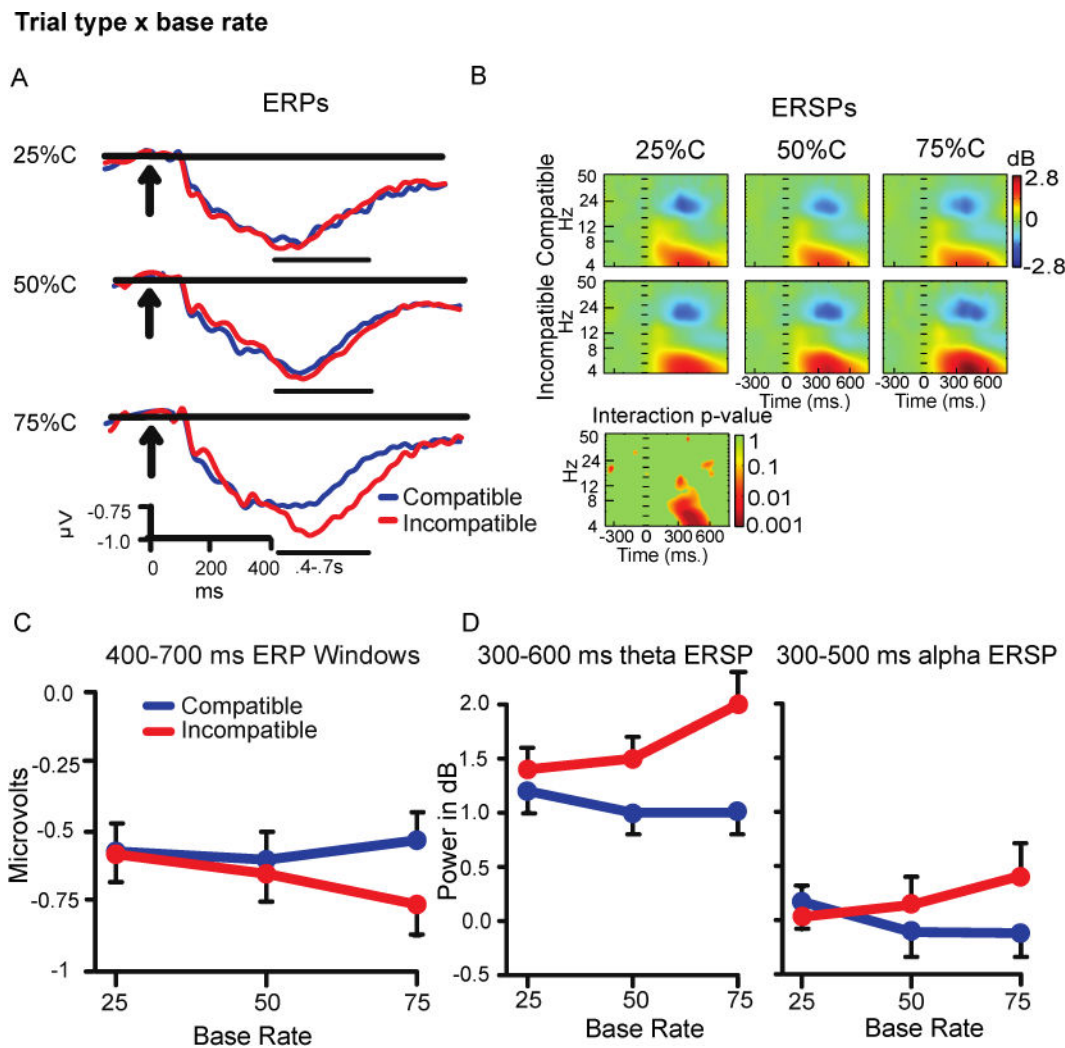 Trial type x base rate
A
ERPs
25%C
50%C
75%C
µV
-0.75
-1.0
0 200 400
ms
.4-.7s
Compatible
Incompatible
B
ERSPs
25%C 50%C 75%C
dB
2.8
0
-2.8
Compatible
Hz
50
24
12
8
4
Incompatible
Hz
50
24
12
8
4
-300 0 300 600
Time (ms.)
-300 0 300 600
Time (ms.)
Interaction p-value
Hz
50
24
12
8
4
1
0.1
0.01
0.001
-300 0 300 600
Time (ms.)
C
400-700 ms ERP Windows
Compatible
Incompatible
Microvolts
0.0
-0.25
-0.5
-0.75
-1
25 50 75
Base Rate
D
300-600 ms theta ERSP
Power in dB
2.0
1.5
1.0
0.5
0.0
-0.5
25 50 75
Base Rate
300-500 ms alpha ERSP
25 50 75
Base Rate